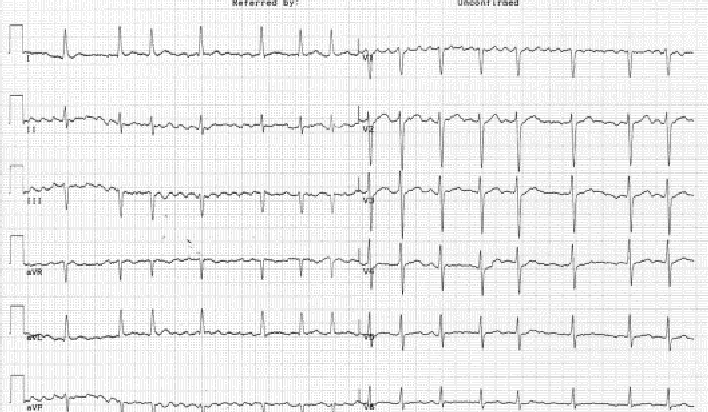 Referred By: Unconfirmed
I V1
II V2
III V3
aVR V4
aVL V5
aVF V6